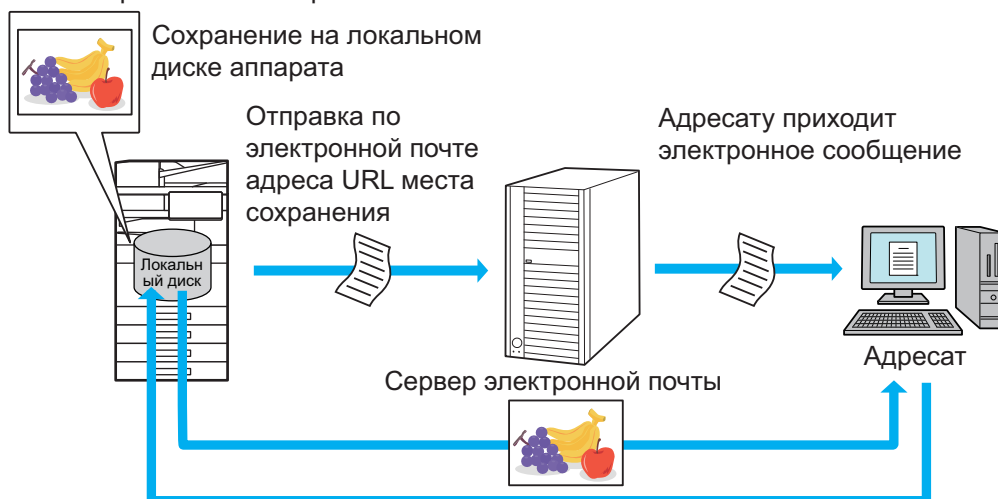 Сохранение на локальном
диске аппарата
Отправка по
электронной почте
адреса URL места
сохранения
Адресату приходит
электронное сообщение
Локальн
ый диск
Адресат
Сервер электронной почты